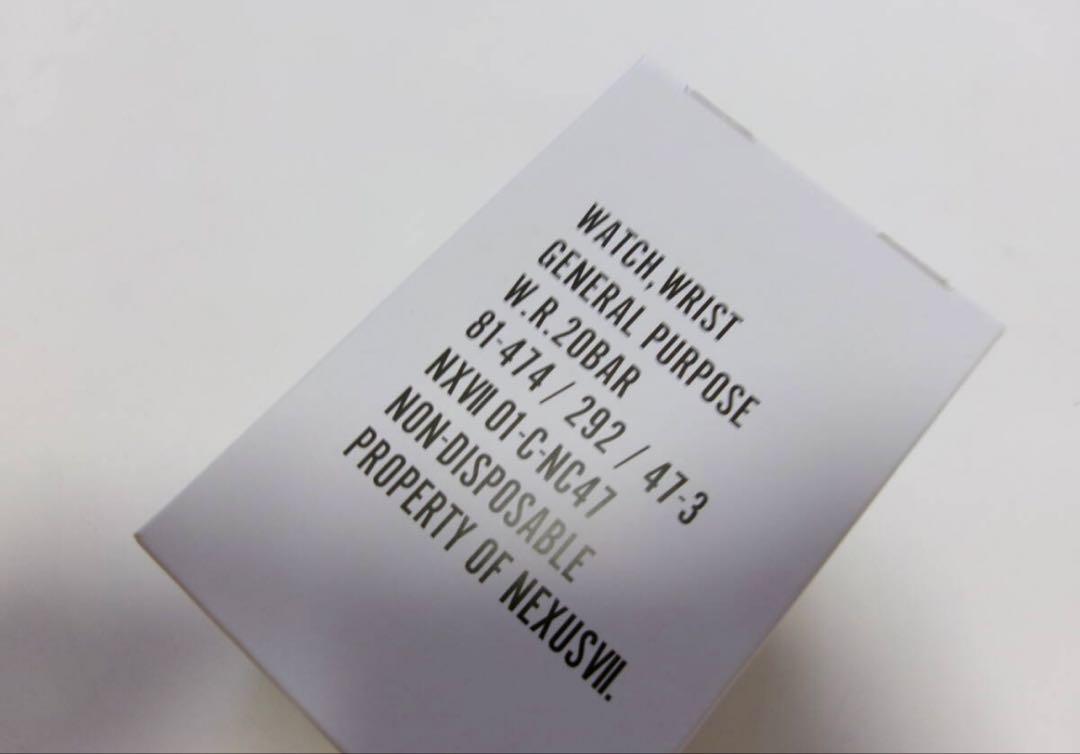 WATCH, WRIST
GENERAL PURPOSE
W.R.20BAR
81-474 / 292 / 47-3
NXVII 01-C-NC47
NON-DISPOSABLE
PROPERTY OF NEXUSVII.